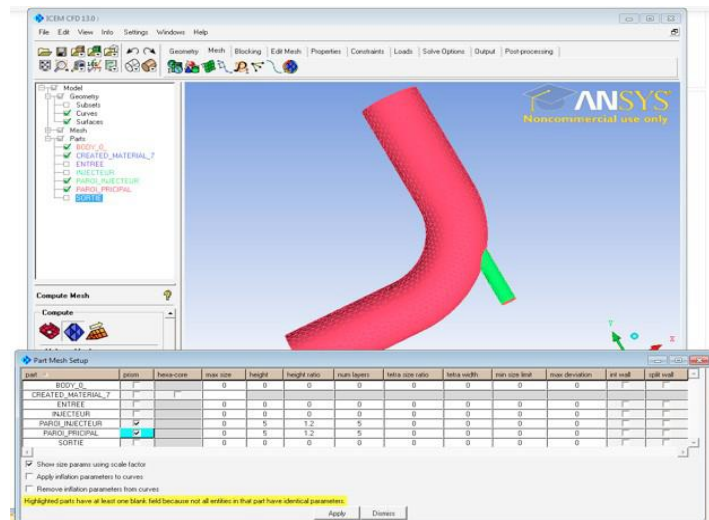 ICEM CFD 13.0 :
File Edit View Info Settings Windows Help
Geometry Mesh Blocking Edit Mesh Properties Constraints Loads Solve Options Output Post-processing
Model
Geometry
Subsets
Curves
Surfaces
Mesh
Parts
BODY_0_
CREATED_MATERIAL_7
ENTREE
INJECTEUR
PAROI_INJECTEUR
PAROI_PRICIPAL
SORTIE
ANSYS
Noncommercial use only
Compute Mesh
Compute
Y
X
Part Mesh Setup
part prism hexa-core max size height height ratio num layers tetra size ratio tetra width min size limit max deviation int wall split wall
BODY_0_ 0 0 0 0 0 0 0 0
CREATED_MATERIAL_7
ENTREE 0 0 0 0 0 0 0 0
INJECTEUR 0 0 0 0 0 0 0 0
PAROI_INJECTEUR 0 5 1.2 5 0 0 0 0
PAROI_PRICIPAL 0 5 1.2 5 0 0 0 0
SORTIE 0 0 0 0 0 0 0 0
Show size params using scale factor
Apply inflation parameters to curves
Remove inflation parameters from curves
Highlighted parts have at least one blank field because not all entities in that part have identical parameters.
Apply Dismiss